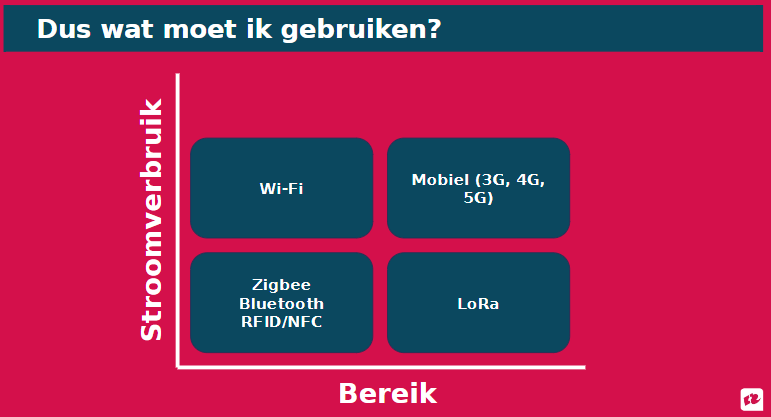 Dus wat moet ik gebruiken?
Stroomverbruik
Wi-Fi
Mobiel (3G, 4G,
5G)
Zigbee
Bluetooth
RFID/NFC
LoRa
Bereik